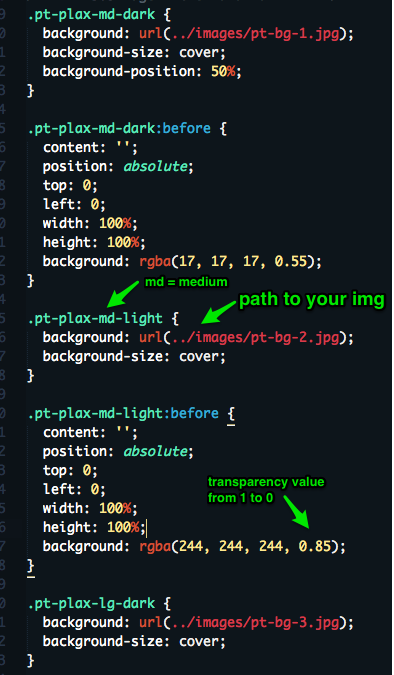 .pt-plax-md-dark {
background: url(../images/pt-bg-1.jpg);
background-size: cover;
background-position: 50%;
}
.pt-plax-md-dark:before {
content: '';
position: absolute;
top: 0;
left: 0;
width: 100%;
height: 100%;
background: rgba(17, 17, 17, 0.55);
}
md = medium
path to your img
.pt-plax-md-light {
background: url(../images/pt-bg-2.jpg);
background-size: cover;
}
.pt-plax-md-light:before {
content: '';
position: absolute;
top: 0;
left: 0;
transparency value
from 1 to 0
width: 100%;
height: 100%;
background: rgba(244, 244, 244, 0.85);
}
.pt-plax-lg-dark {
background: url(../images/pt-bg-3.jpg);
background-size: cover;
}